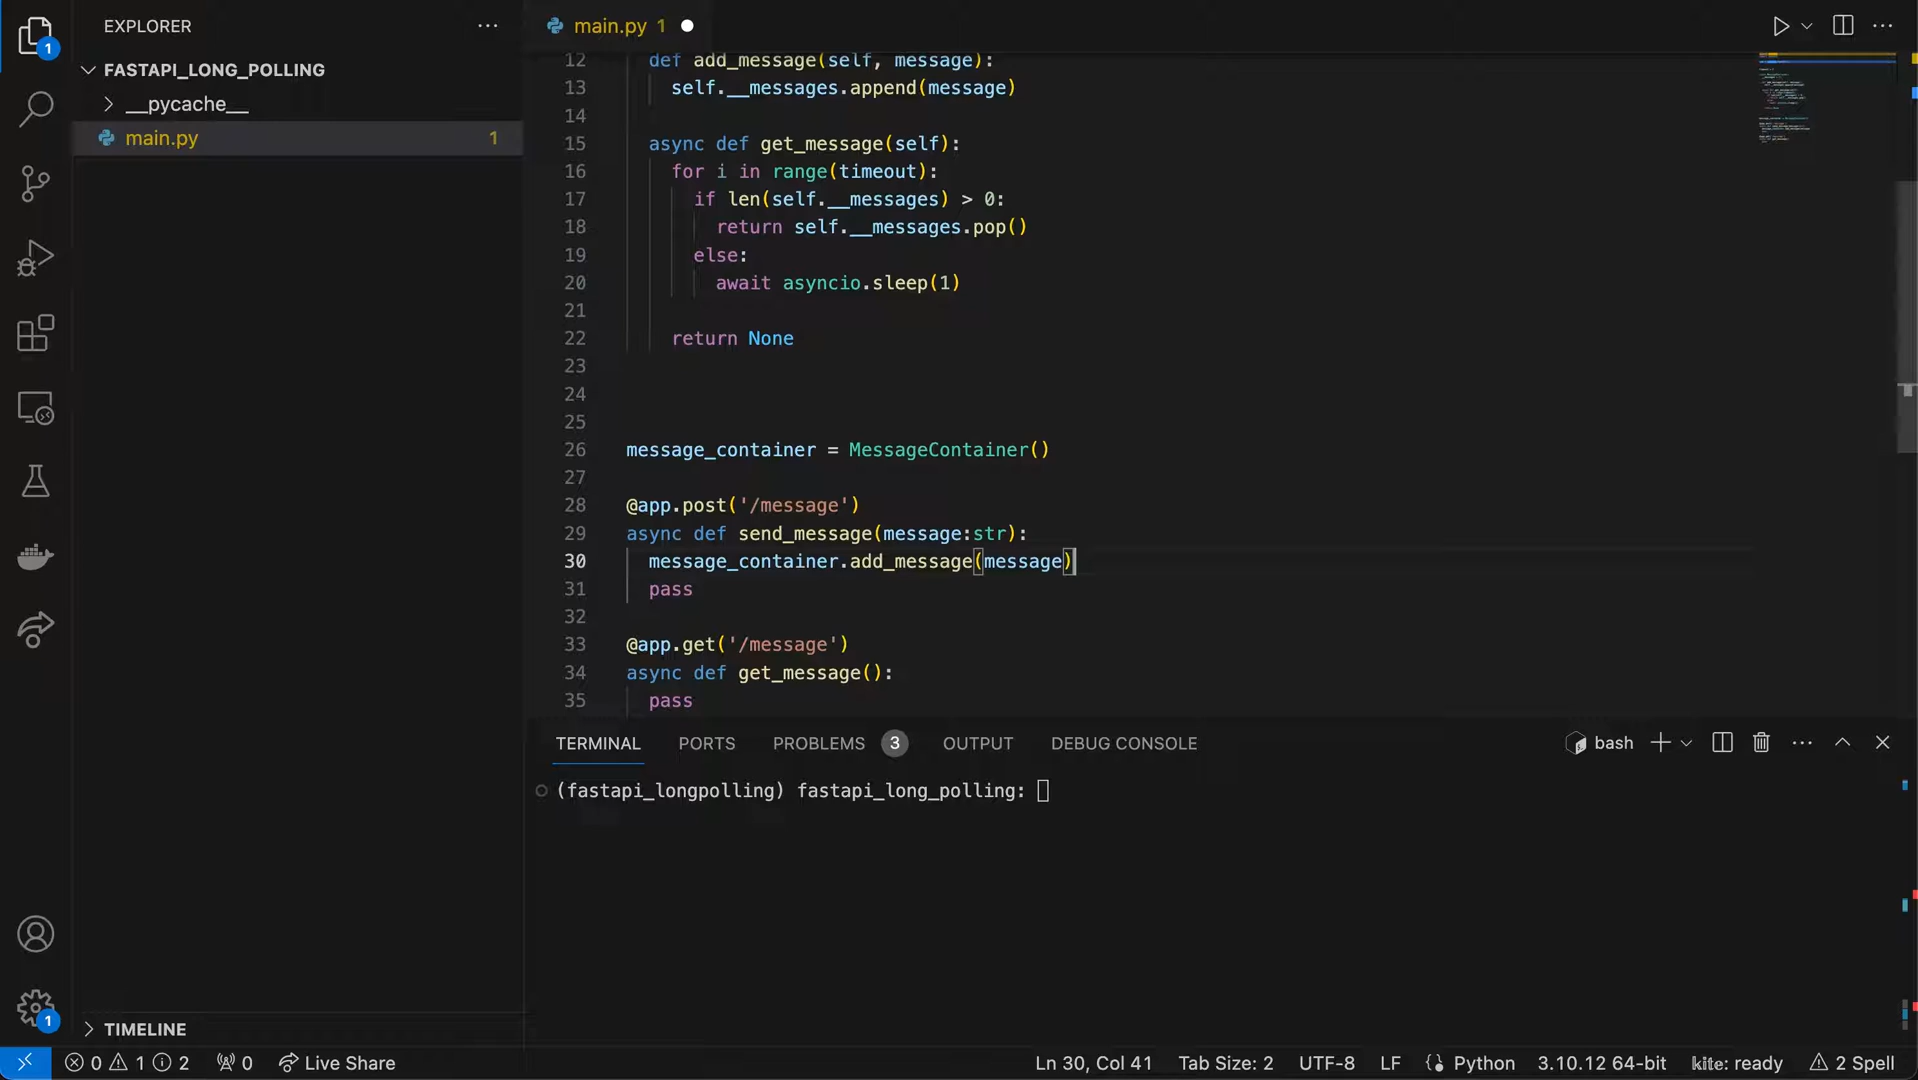 EXPLORER
FASTAPI_LONG_POLLING
__pycache__
main.py 1
1
1
TIMELINE
main.py 1
12 def add_message(self, message):
13 self.__messages.append(message)
14
15 async def get_message(self):
16 for i in range(timeout):
17 if len(self.__messages) > 0:
18 return self.__messages.pop()
19 else:
20 await asyncio.sleep(1)
21
22 return None
23
24
25
26 message_container = MessageContainer()
27
28 @app.post('/message')
29 async def send_message(message:str):
30 message_container.add_message(message)
31 pass
32
33 @app.get('/message')
34 async def get_message():
35 pass
TERMINAL PORTS PROBLEMS 3 OUTPUT DEBUG CONSOLE bash
(fastapi_longpolling) fastapi_long_polling:
0 1 2 0 Live Share Ln 30, Col 41 Tab Size: 2 UTF-8 LF Python 3.10.12 64-bit kite: ready 2 Spell